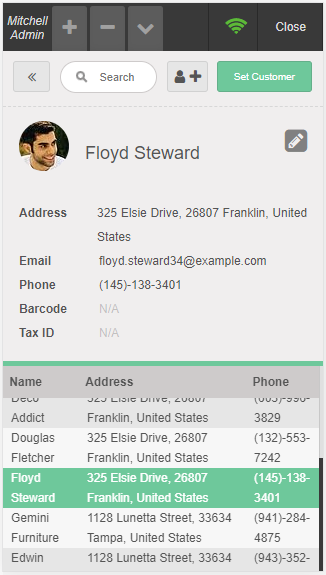 Mitchell
Admin
Close
Search
Set Customer
Floyd Steward
Address 325 Elsie Drive, 26807 Franklin, United
States
Email floyd.steward34@example.com
Phone (145)-138-3401
Barcode N/A
Tax ID N/A
Name Address Phone
Deco 325 Elsie Drive, 26807 (665)-996-
Addict Franklin, United States 3829
Douglas 325 Elsie Drive, 26807 (132)-553-
Fletcher Franklin, United States 7242
Floyd 325 Elsie Drive, 26807 (145)-138-
Steward Franklin, United States 3401
Gemini 1128 Lunetta Street, 33634 (941)-284-
Furniture Tampa, United States 4875
Edwin 1128 Lunetta Street, 33634 (943)-352-